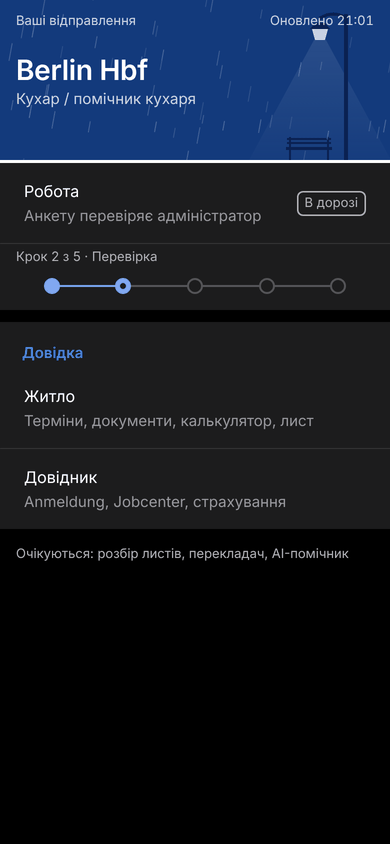 Ваші відправлення
Оновлено 21:01
Berlin Hbf
Кухар / помічник кухаря
Робота
Анкету перевіряє адміністратор
В дорозі
Крок 2 з 5 · Перевірка
Довідка
Житло
Терміни, документи, калькулятор, лист
Довідник
Anmeldung, Jobcenter, страхування
Очікуються: розбір листів, перекладач, AI-помічник